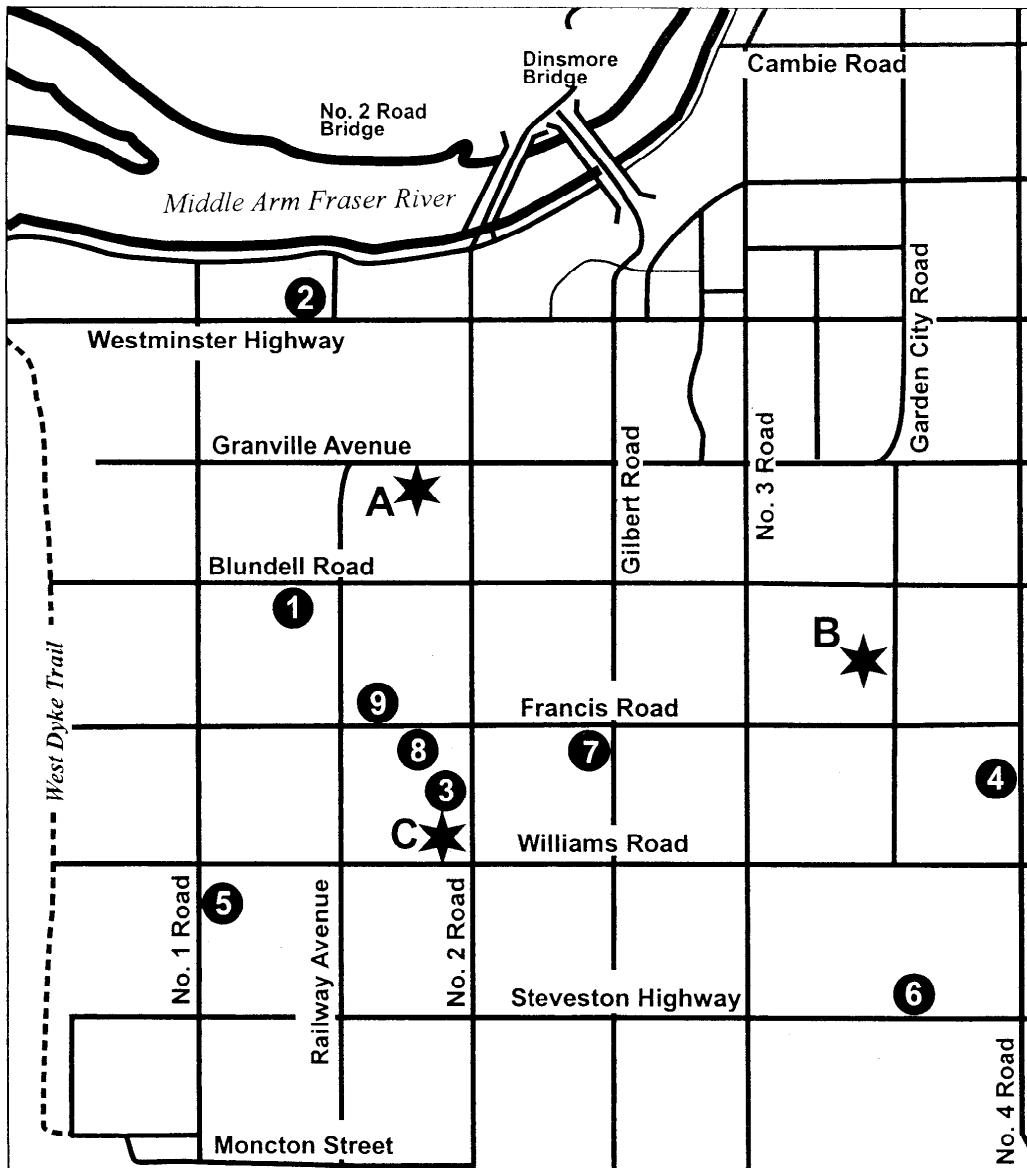 Dinsmore
Bridge
Cambie Road
No. 2 Road
Bridge
Middle Arm Fraser River
2
Westminster Highway
Garden City Road
Granville Avenue
A
Gilbert Road
No. 3 Road
Blundell Road
1
B
West Dyke Trail
9
Francis Road
8
7
3
4
C
Williams Road
5
No. 1 Road
Railway Avenue
No. 2 Road
Steveston Highway
6
No. 4 Road
Moncton Street